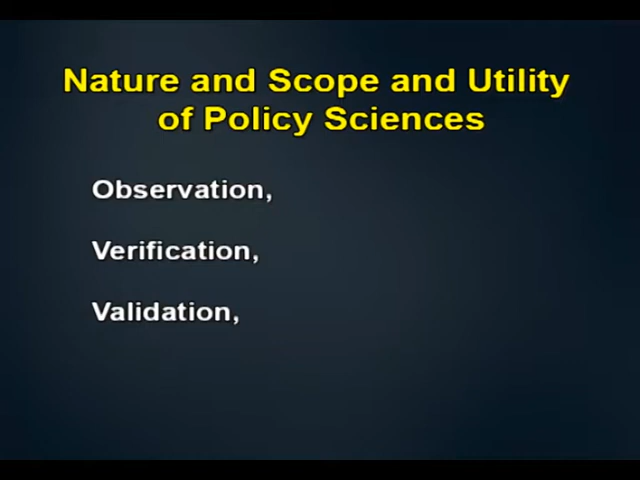 Nature and Scope and Utility
of Policy Sciences
Observation,
Verification,
Validation,